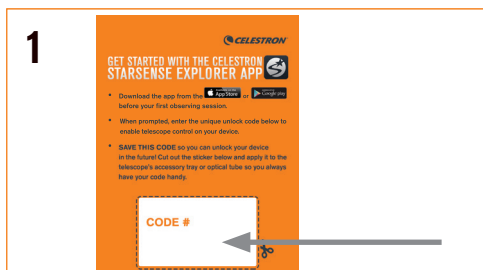 1
CELESTRON
GET STARTED WITH THE CELESTRON
STARSENSE EXPLORER APP
• Download the app from the App Store or Google play
before your first observing session.
• When prompted, enter the unique unlock code below to
enable telescope control on your device.
• SAVE THIS CODE so you can unlock your device
in the future! Cut out the sticker below and apply it to the
telescope's accessory tray or optical tube so you always
have your code handy.
CODE #